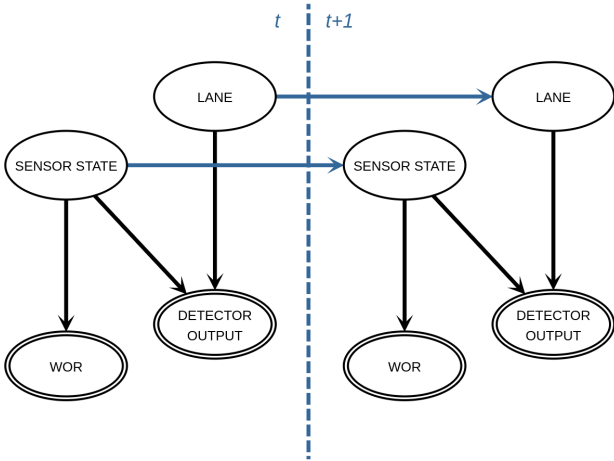 t
t+1
LANE
LANE
SENSOR STATE
SENSOR STATE
DETECTOR
OUTPUT
DETECTOR
OUTPUT
WOR
WOR